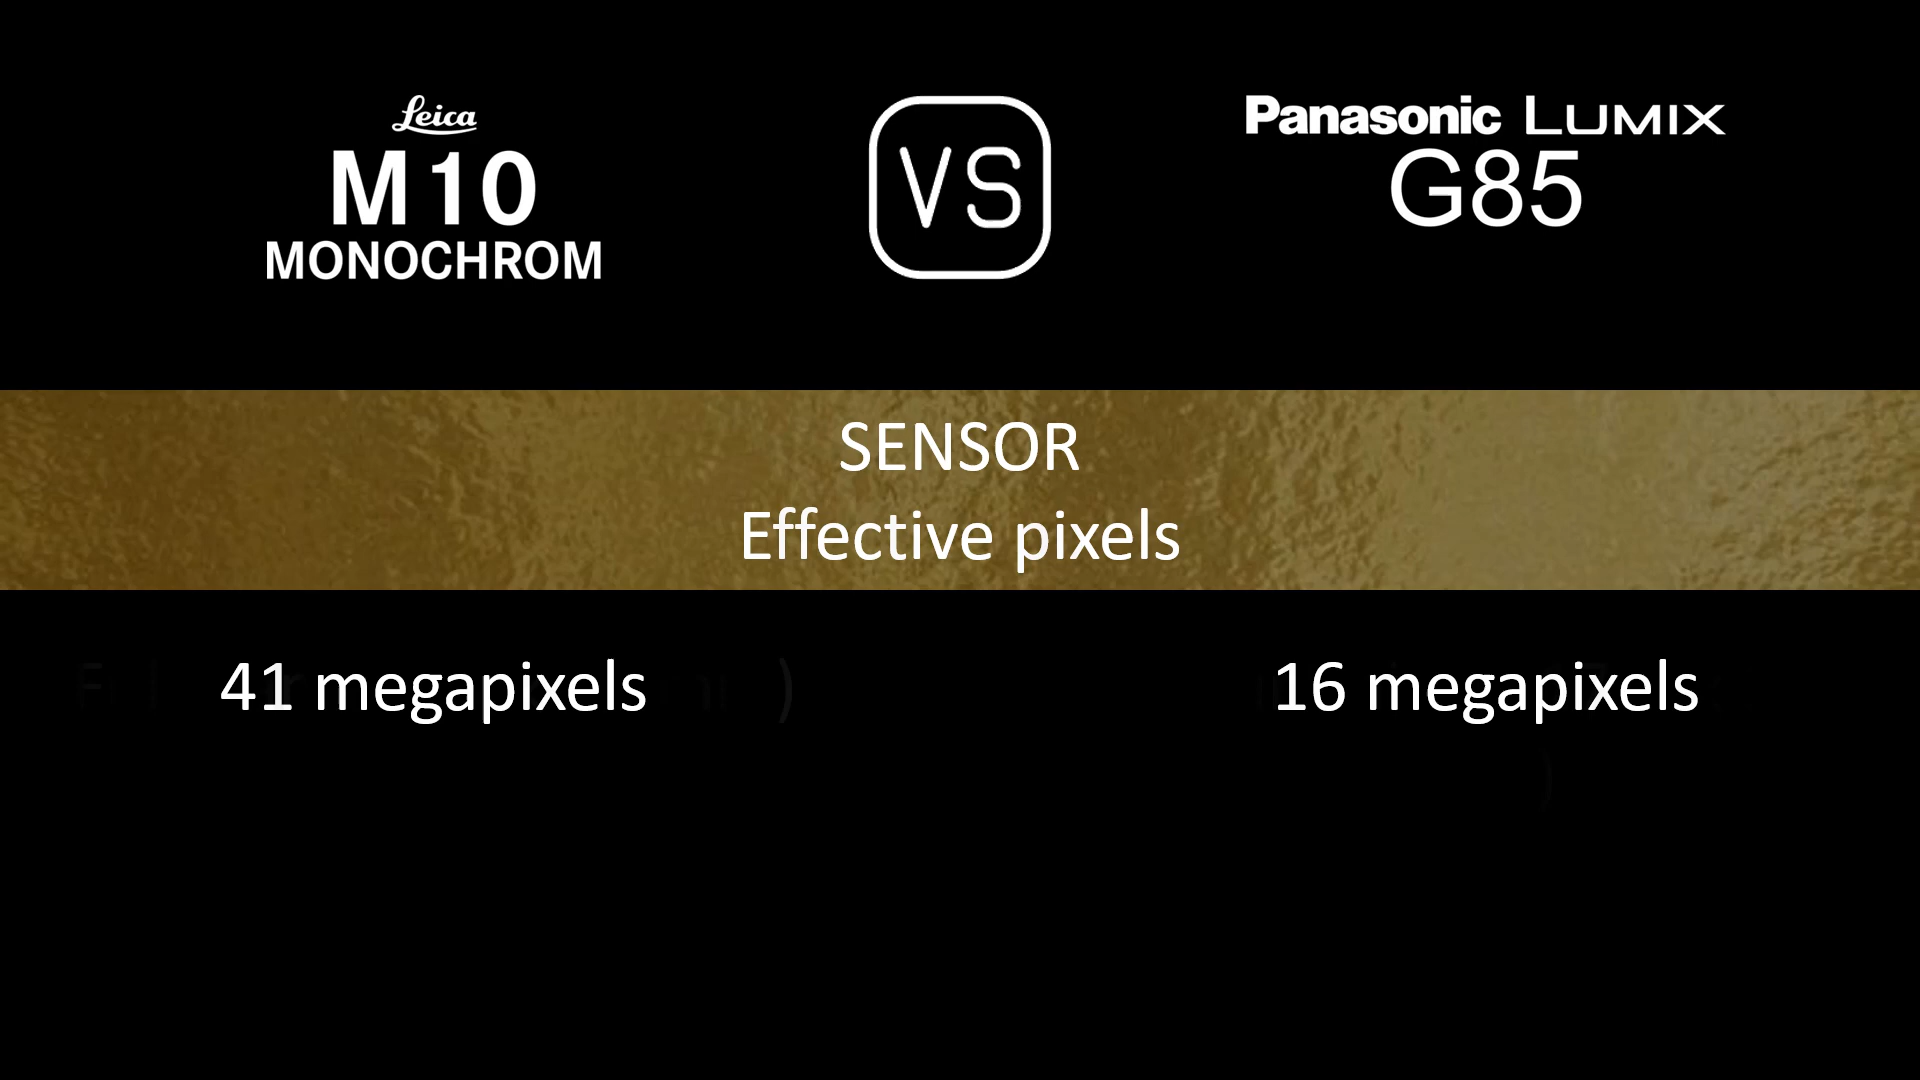 Leica
M10
MONOCHROM
VS
Panasonic LUMIX
G85
SENSOR
Effective pixels
41 megapixels
16 megapixels